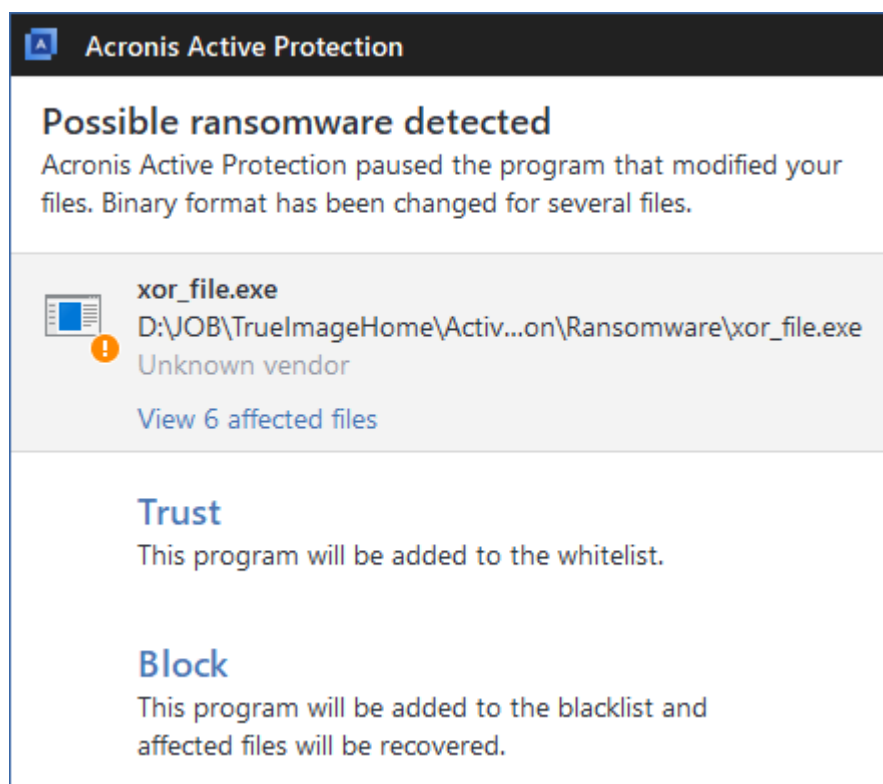 Acronis Active Protection
Possible ransomware detected
Acronis Active Protection paused the program that modified your
files. Binary format has been changed for several files.
xor_file.exe
D:\JOB\TrueImageHome\Activ...on\Ransomware\xor_file.exe
Unknown vendor
View 6 affected files
Trust
This program will be added to the whitelist.
Block
This program will be added to the blacklist and
affected files will be recovered.